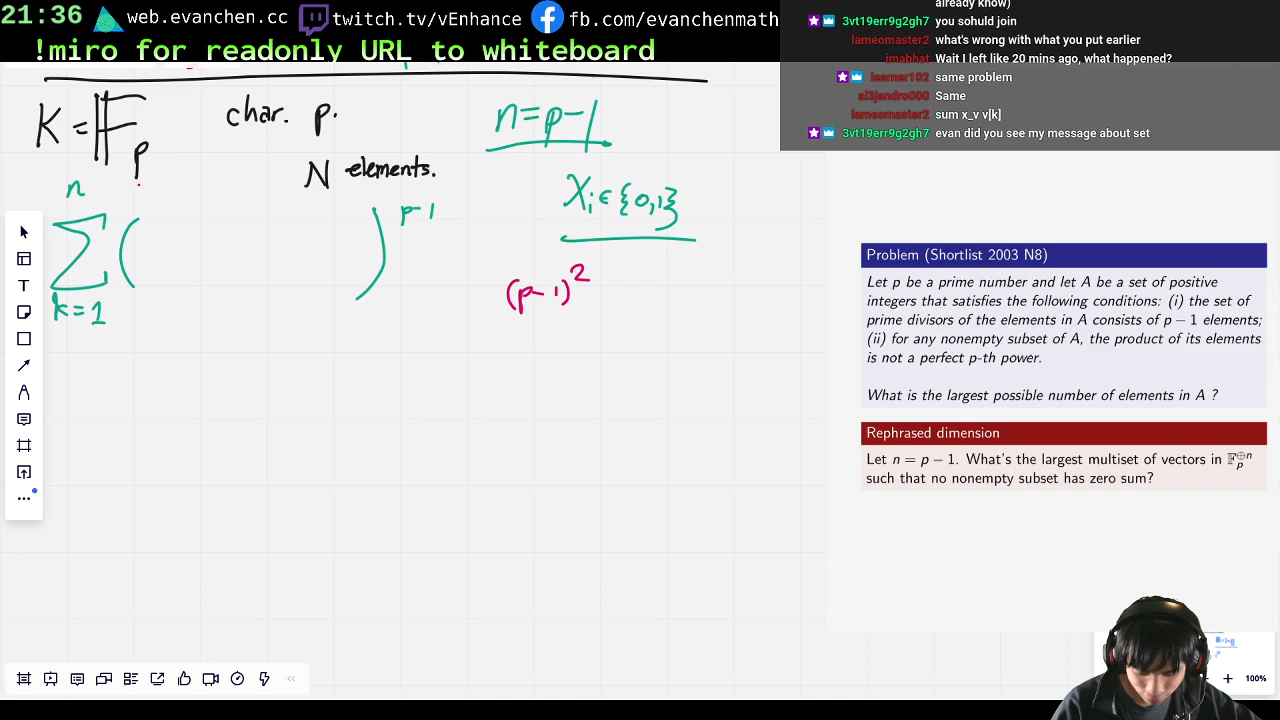 21:36 web.evanchen.cc twitch.tv/vEnhance fb.com/evanchenmath
!miro for readonly URL to whiteboard
already know)
3vt19err9g2gh7 you sohuld join
lameomaster2 what's wrong with what you put earlier
imabhat Wait I left like 20 mins ago, what happened?
learner102 same problem
al3jandro000 Same
lameomaster2 sum x_v v[k]
3vt19err9g2gh7 evan did you see my message about set
K = 𝔽_p char. p. n = p-1
N elements.
X_i ∈ {0,1}
n
∑ ( ) p-1
k = 1
(p-1)^2
Problem (Shortlist 2003 N8)
Let p be a prime number and let A be a set of positive
integers that satisfies the following conditions: (i) the set of
prime divisors of the elements in A consists of p − 1 elements;
(ii) for any nonempty subset of A, the product of its elements
is not a perfect p-th power.
What is the largest possible number of elements in A ?
Rephrased dimension
Let n = p − 1. What's the largest multiset of vectors in 𝔽_p^{⊕n}
such that no nonempty subset has zero sum?
T
100%